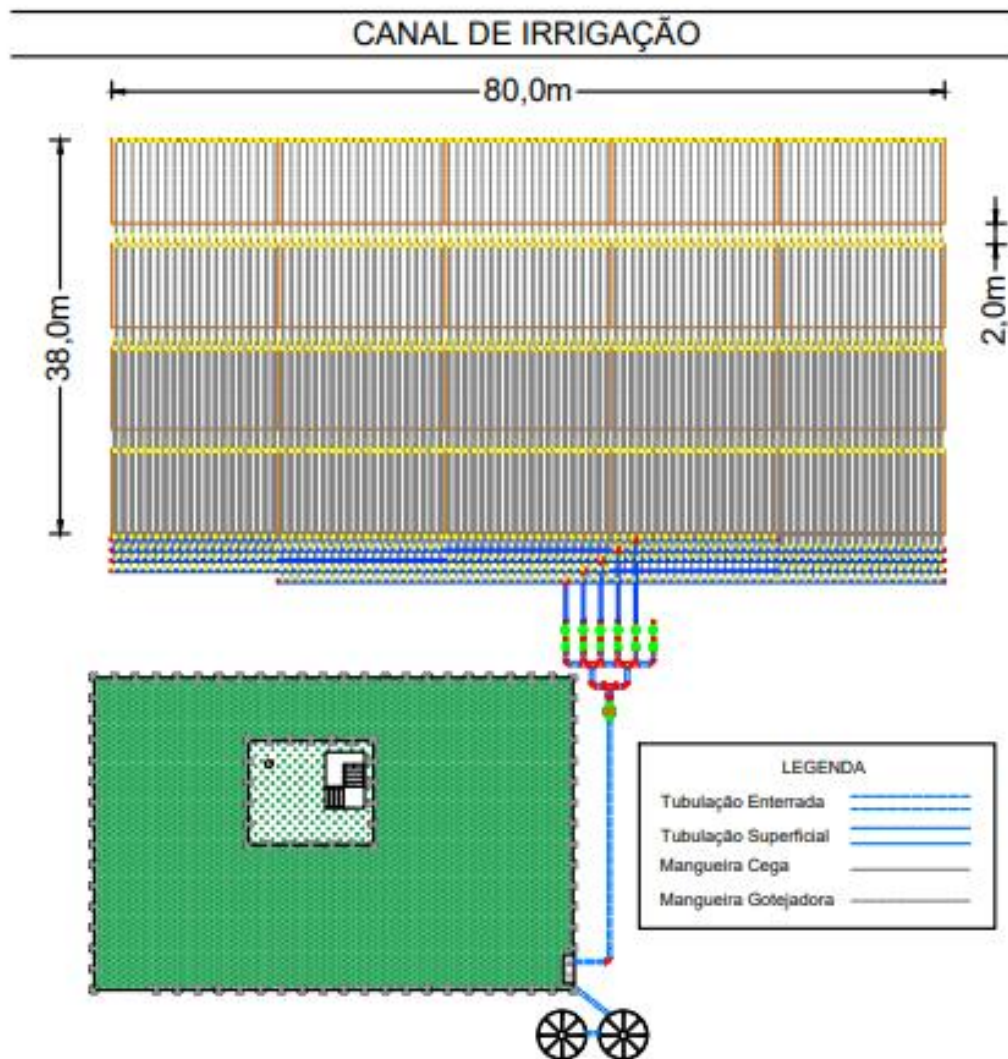 CANAL DE IRRIGAÇÃO
80,0m
38,0m
2,0m
LEGENDA
Tubulação Enterrada
Tubulação Superficial
Mangueira Cega
Mangueira Gotejadora